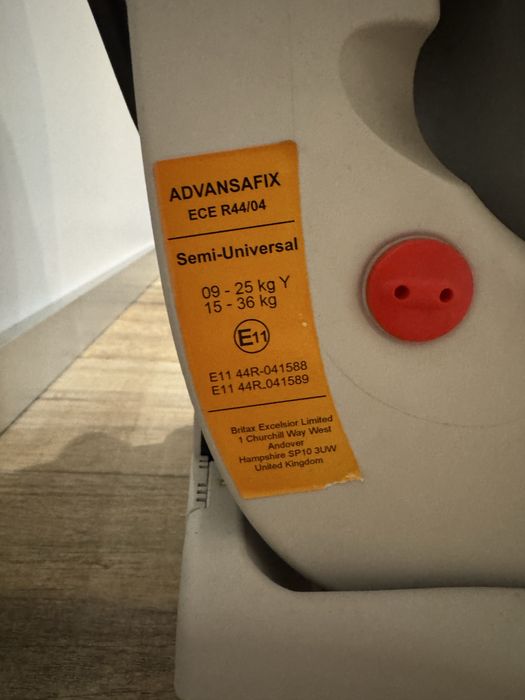 ADVANSAFIX
ECE R44/04
Semi-Universal
09 - 25 kg Y
15 - 36 kg
E11
E11 44R-041588
E11 44R.041589
Britax Excelsior Limited
1 Churchill Way West
Andover
Hampshire SP10 3UW
United Kingdom